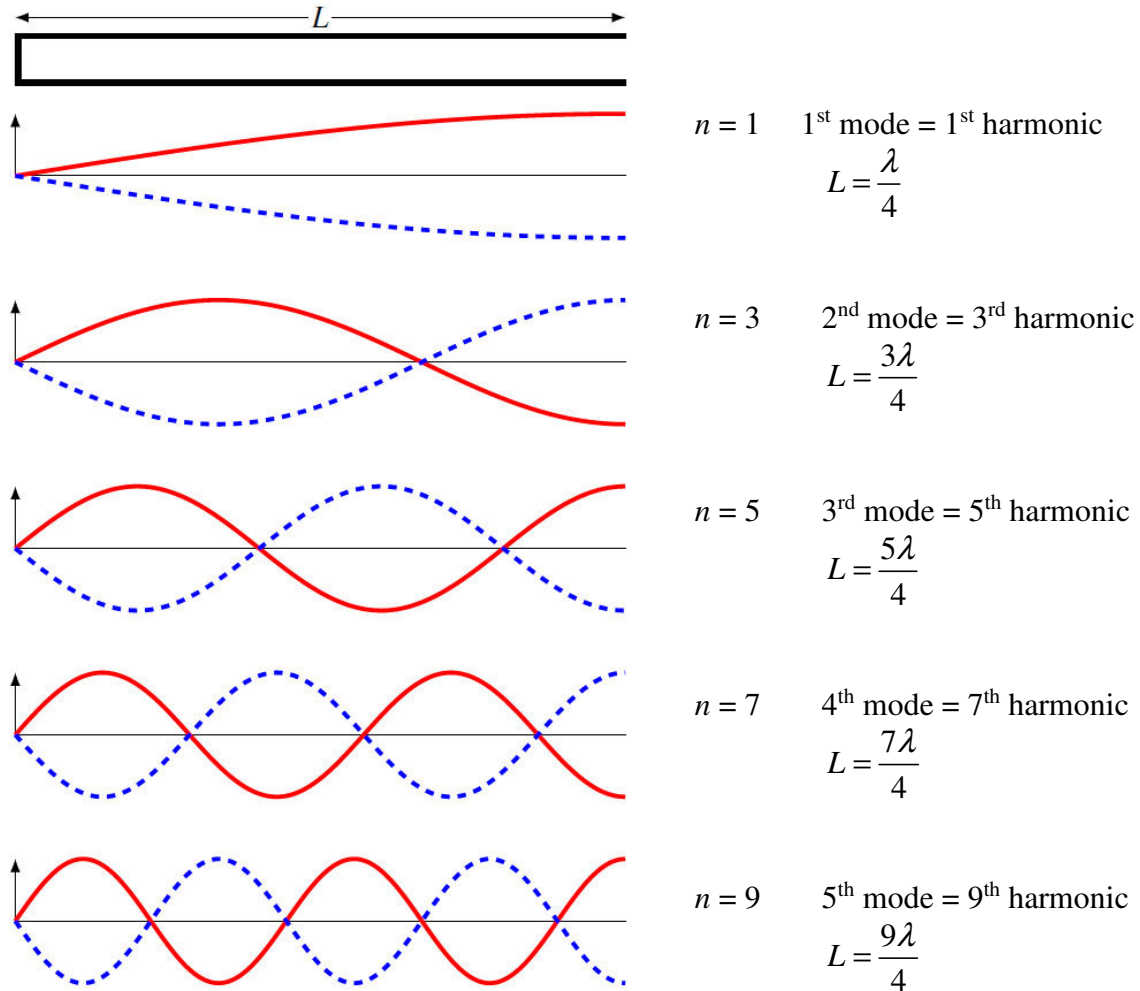 L
n = 1 1st mode = 1st harmonic
L = λ/4
n = 3 2nd mode = 3rd harmonic
L = 3λ/4
n = 5 3rd mode = 5th harmonic
L = 5λ/4
n = 7 4th mode = 7th harmonic
L = 7λ/4
n = 9 5th mode = 9th harmonic
L = 9λ/4